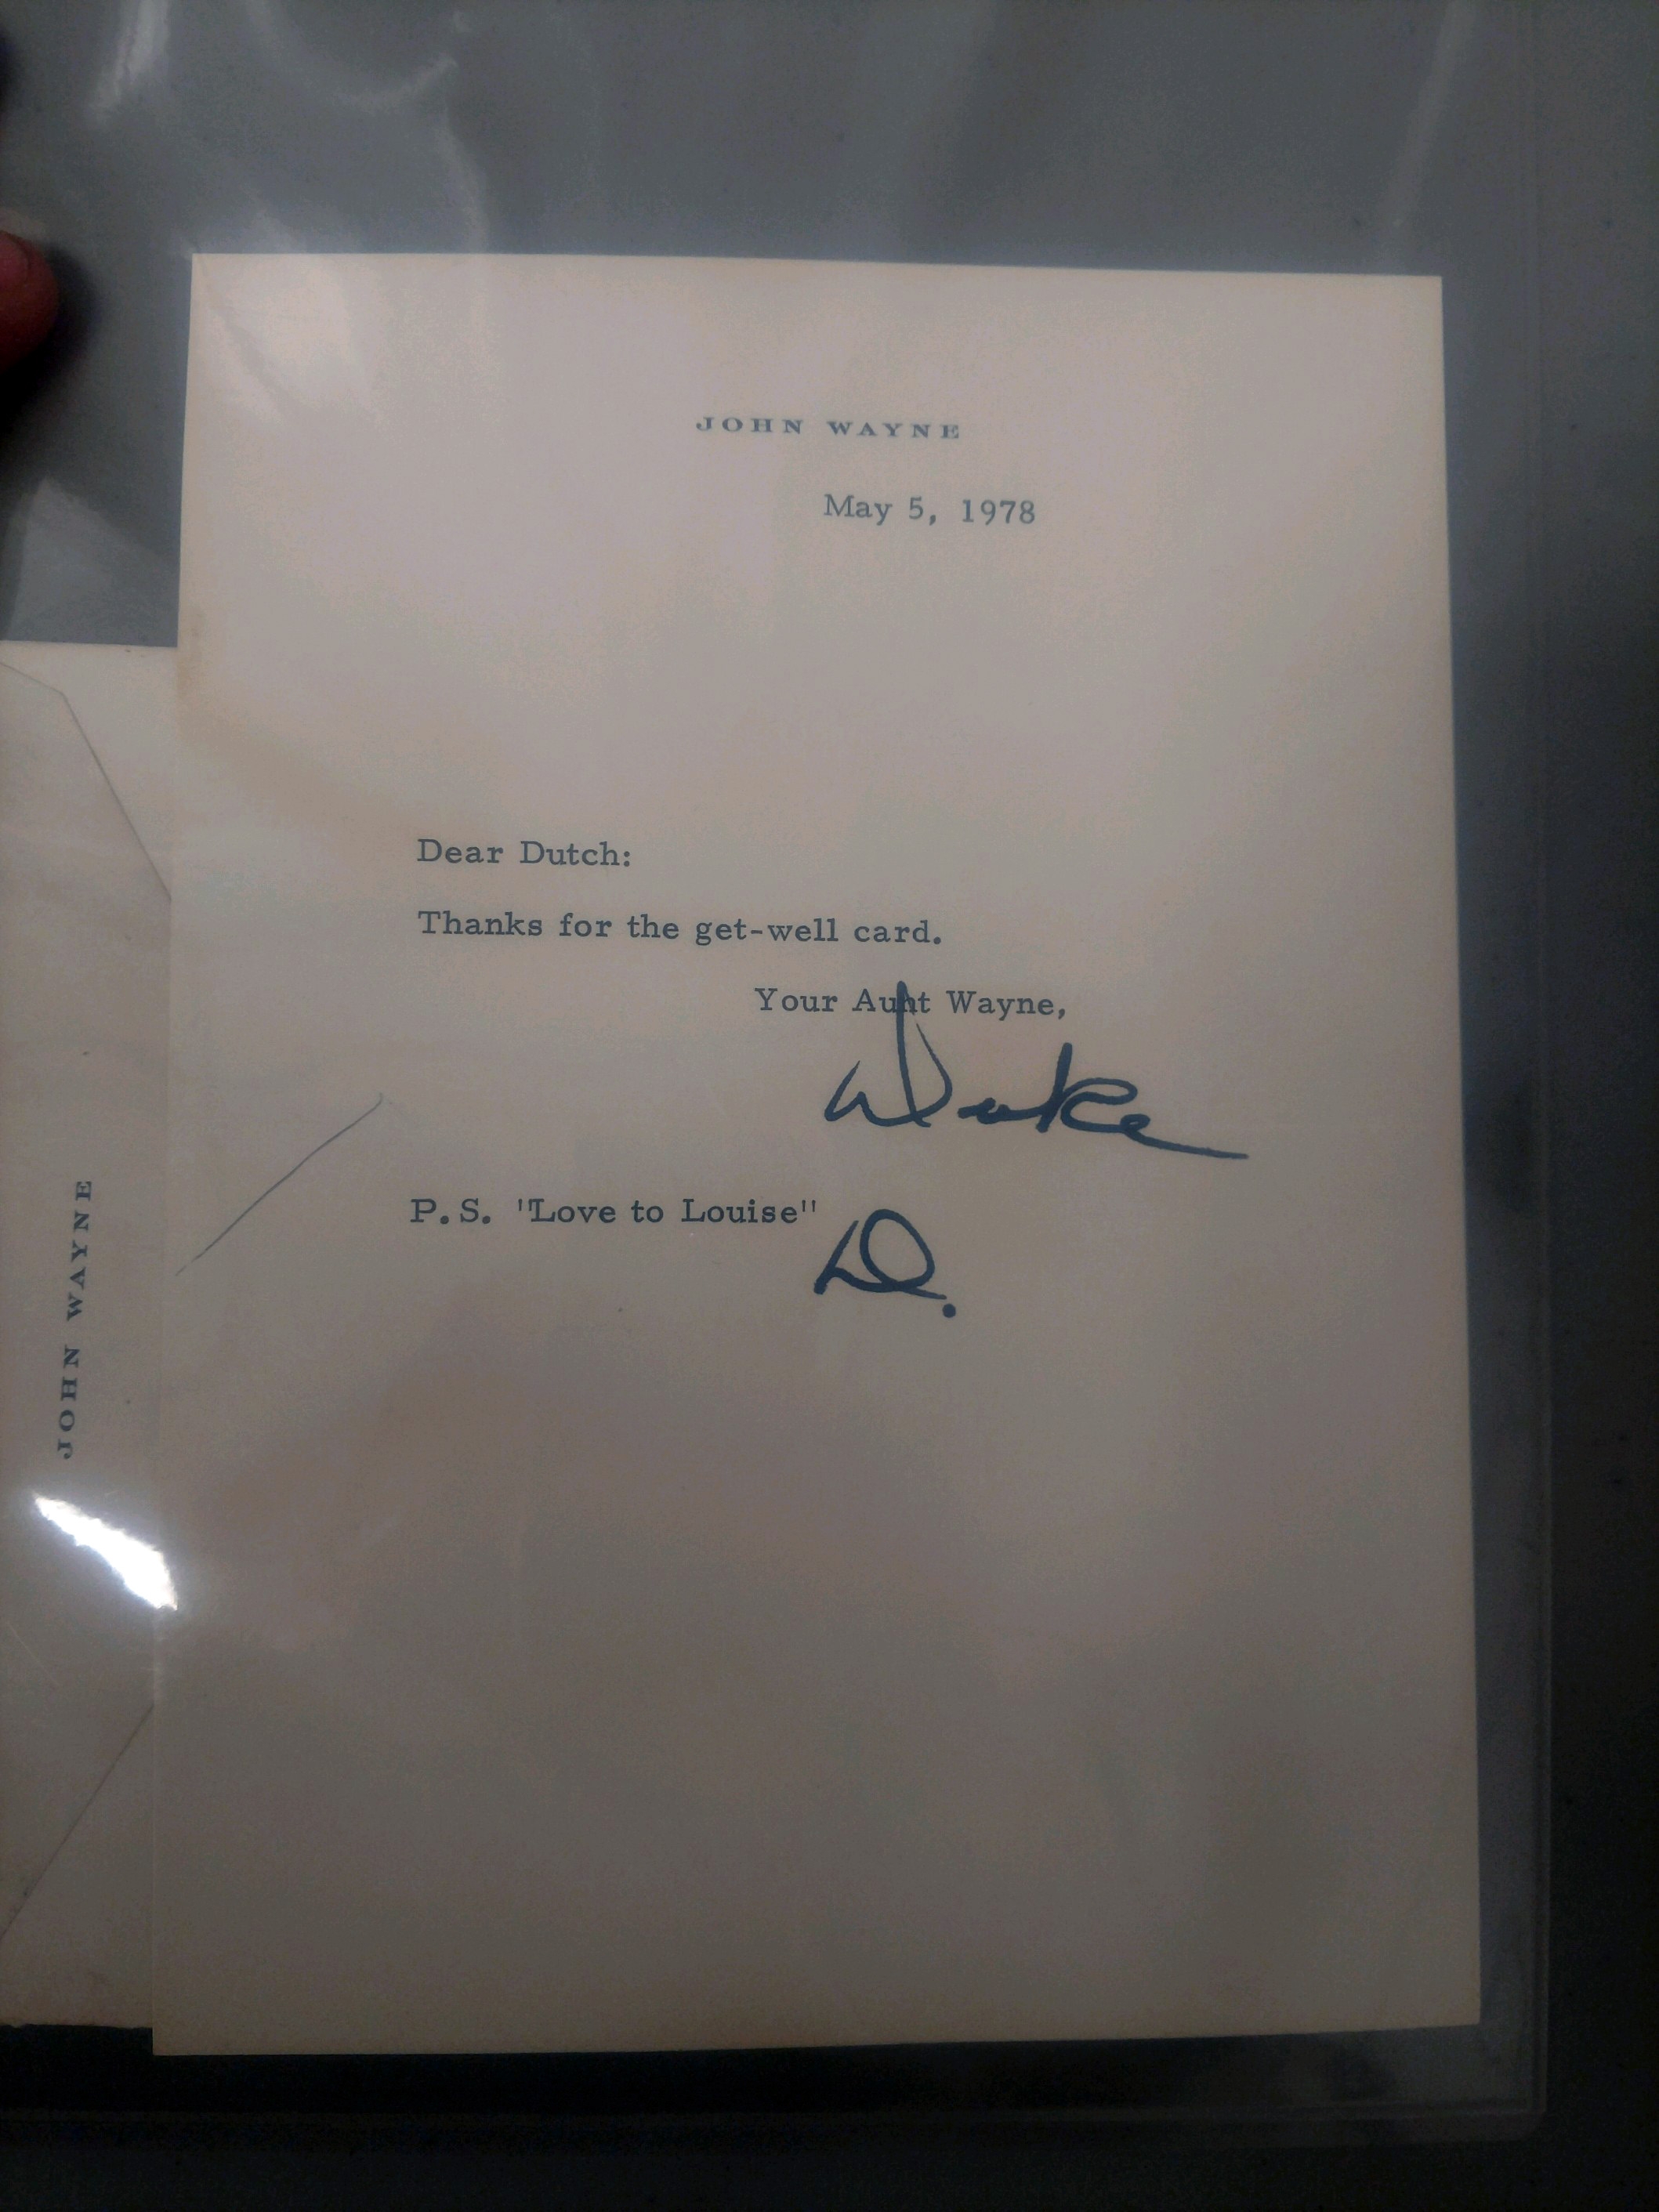 JOHN WAYNE
May 5, 1978
Dear Dutch:
Thanks for the get-well card.
Your Aunt Wayne,
Duke
P.S. "Love to Louise"
D.
JOHN WAYNE